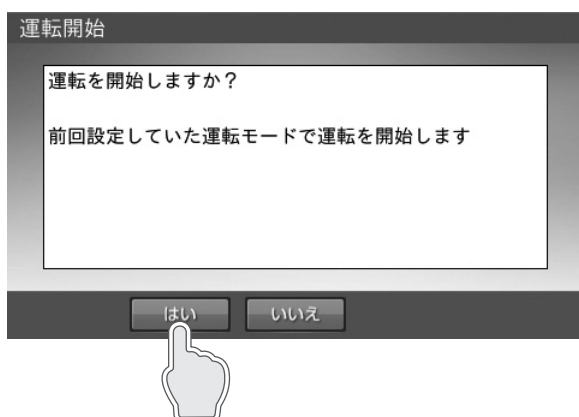 運転開始
運転を開始しますか？
前回設定していた運転モードで運転を開始します
はい
いいえ